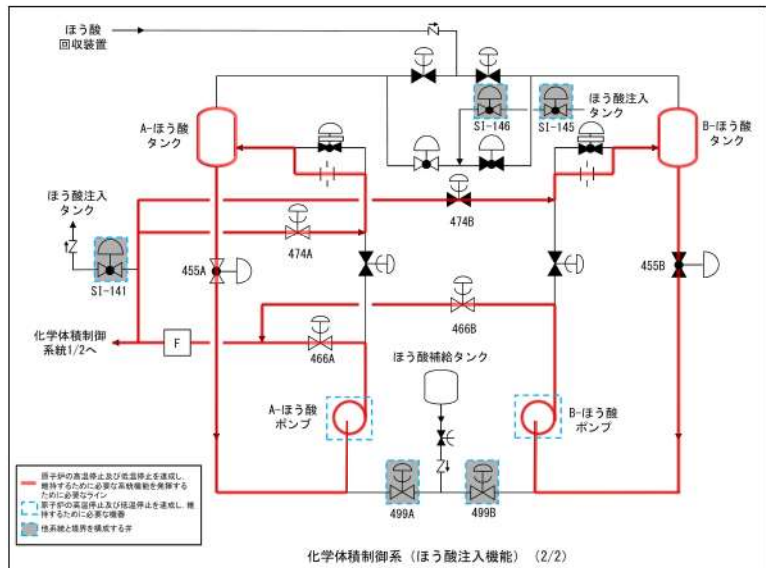 ほう酸
回収装置
A-ほう酸
タンク
SI-146
SI-145
ほう酸注入
タンク
B-ほう酸
タンク
ほう酸注入
タンク
474B
474A
SI-141
455A
455B
466B
化学体積制御
系統1/2へ
F
466A
ほう酸補給タンク
A-ほう酸
ポンプ
B-ほう酸
ポンプ
499A
499B
原子炉の高温停止及び低温停止を達成し、
維持するために必要な系統機能を発揮する
ために必要なライン
原子炉の高温停止及び低温停止を達成し、維
持するために必要な機器
他系統と境界を構成する弁
化学体積制御系(ほう酸注入機能)(2/2)